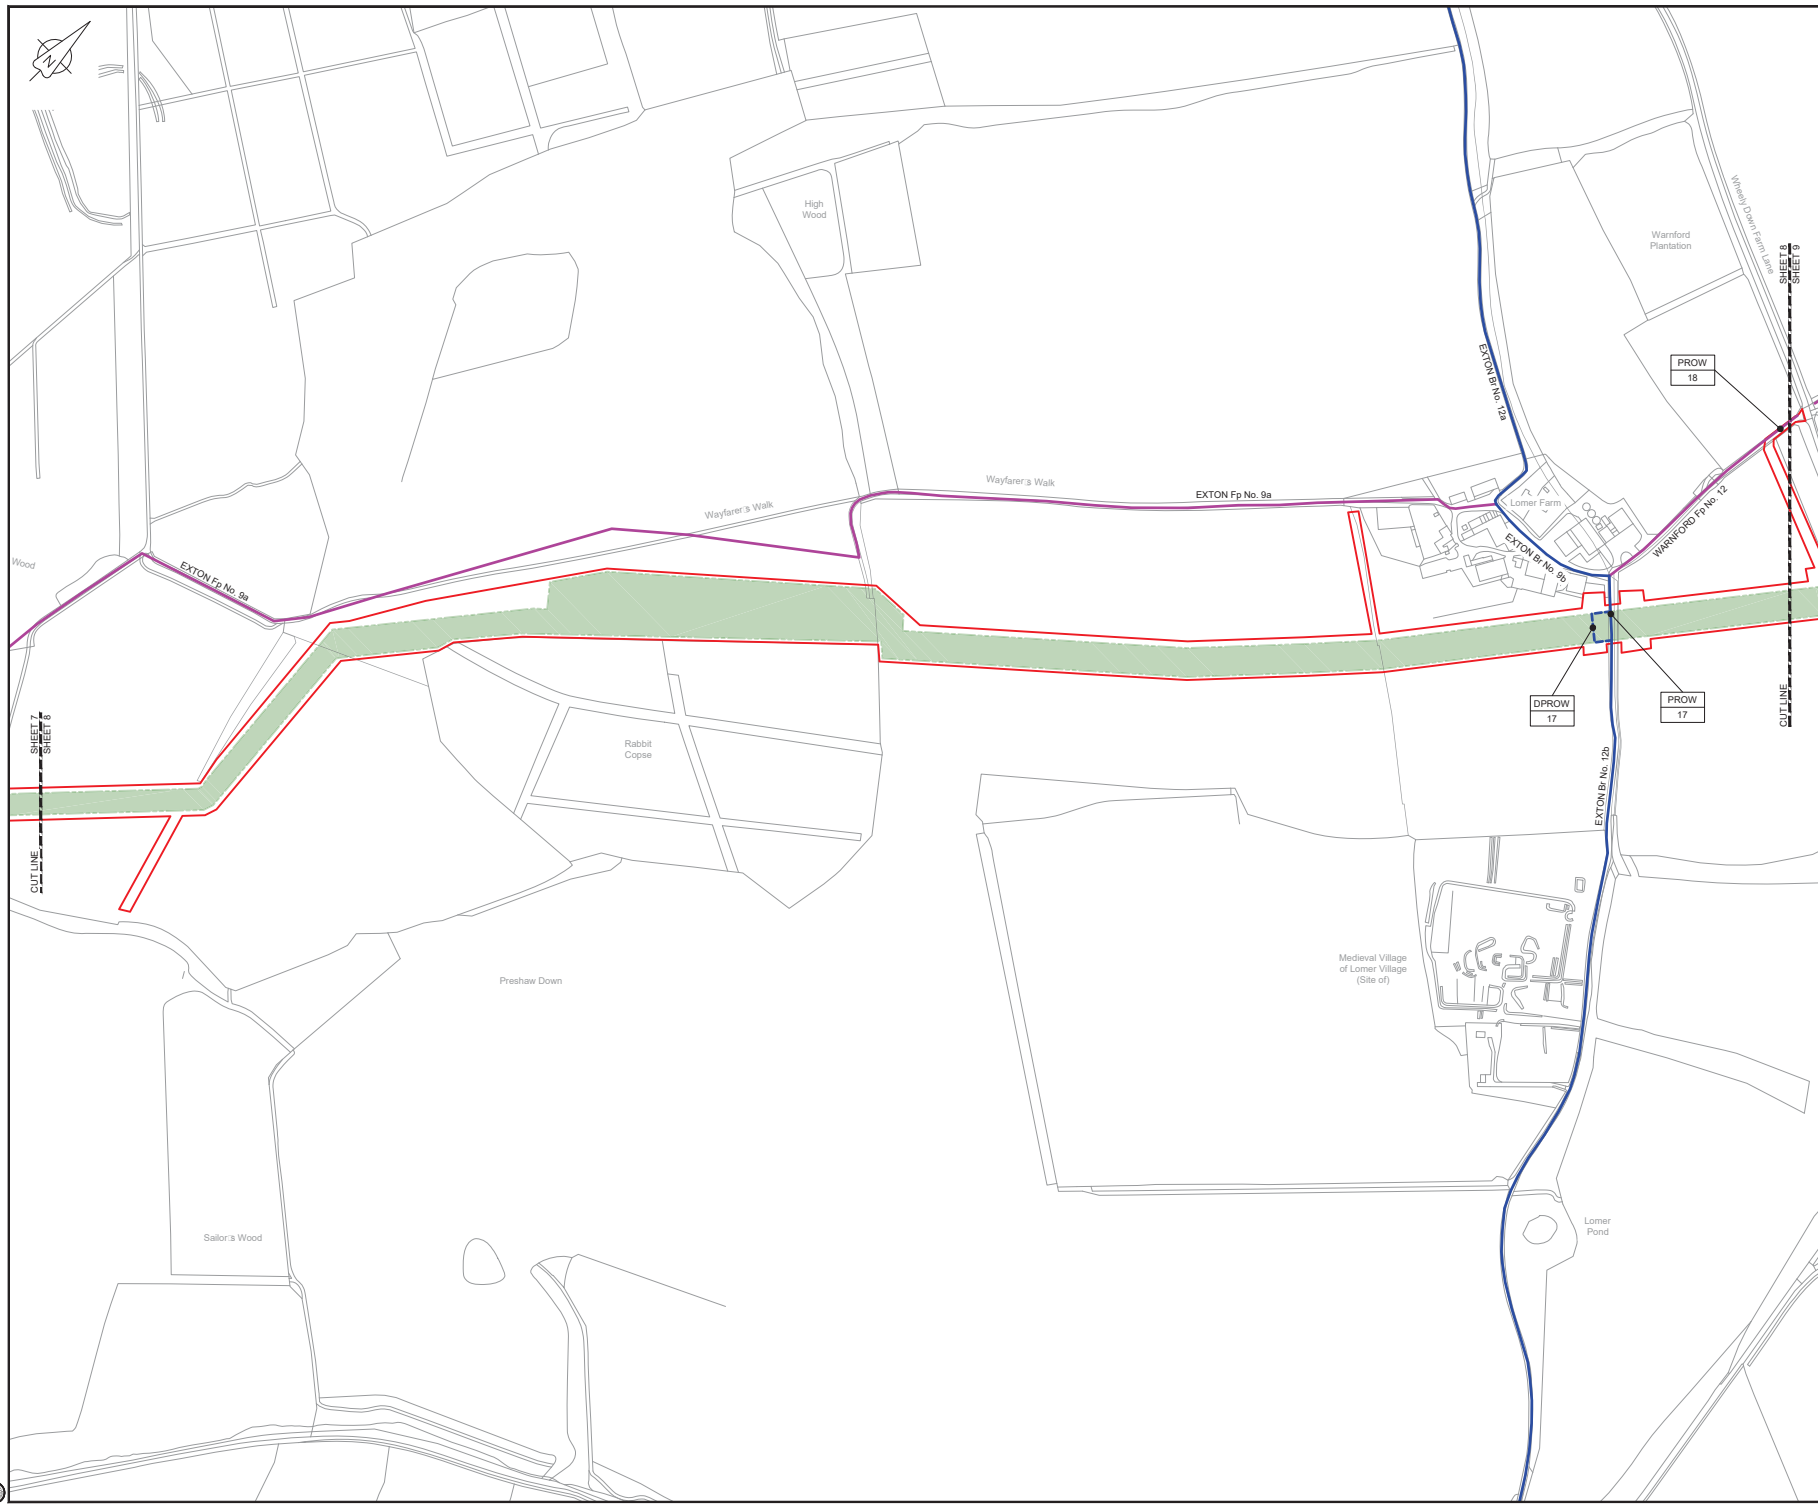 N
High
Wood
Wheely Down Farm Lane
Warnford
Plantation
SHEET 8
SHEET 9
EXTON Br No. 12a
PROW
18
Wayfarer□s Walk
Wayfarer□s Walk
EXTON Fp No. 9a
Lomer Farm
WARNFORD Fp No. 12
EXTON Br No. 9b
Wood
EXTON Fp No. 9a
DPROW
17
PROW
17
CUT LINE
SHEET 7
SHEET 8
Rabbit
Copse
EXTON Br No. 12b
CUT LINE
Medieval Village
of Lomer Village
(Site of)
Preshaw Down
Lomer
Pond
Sailor□s Wood